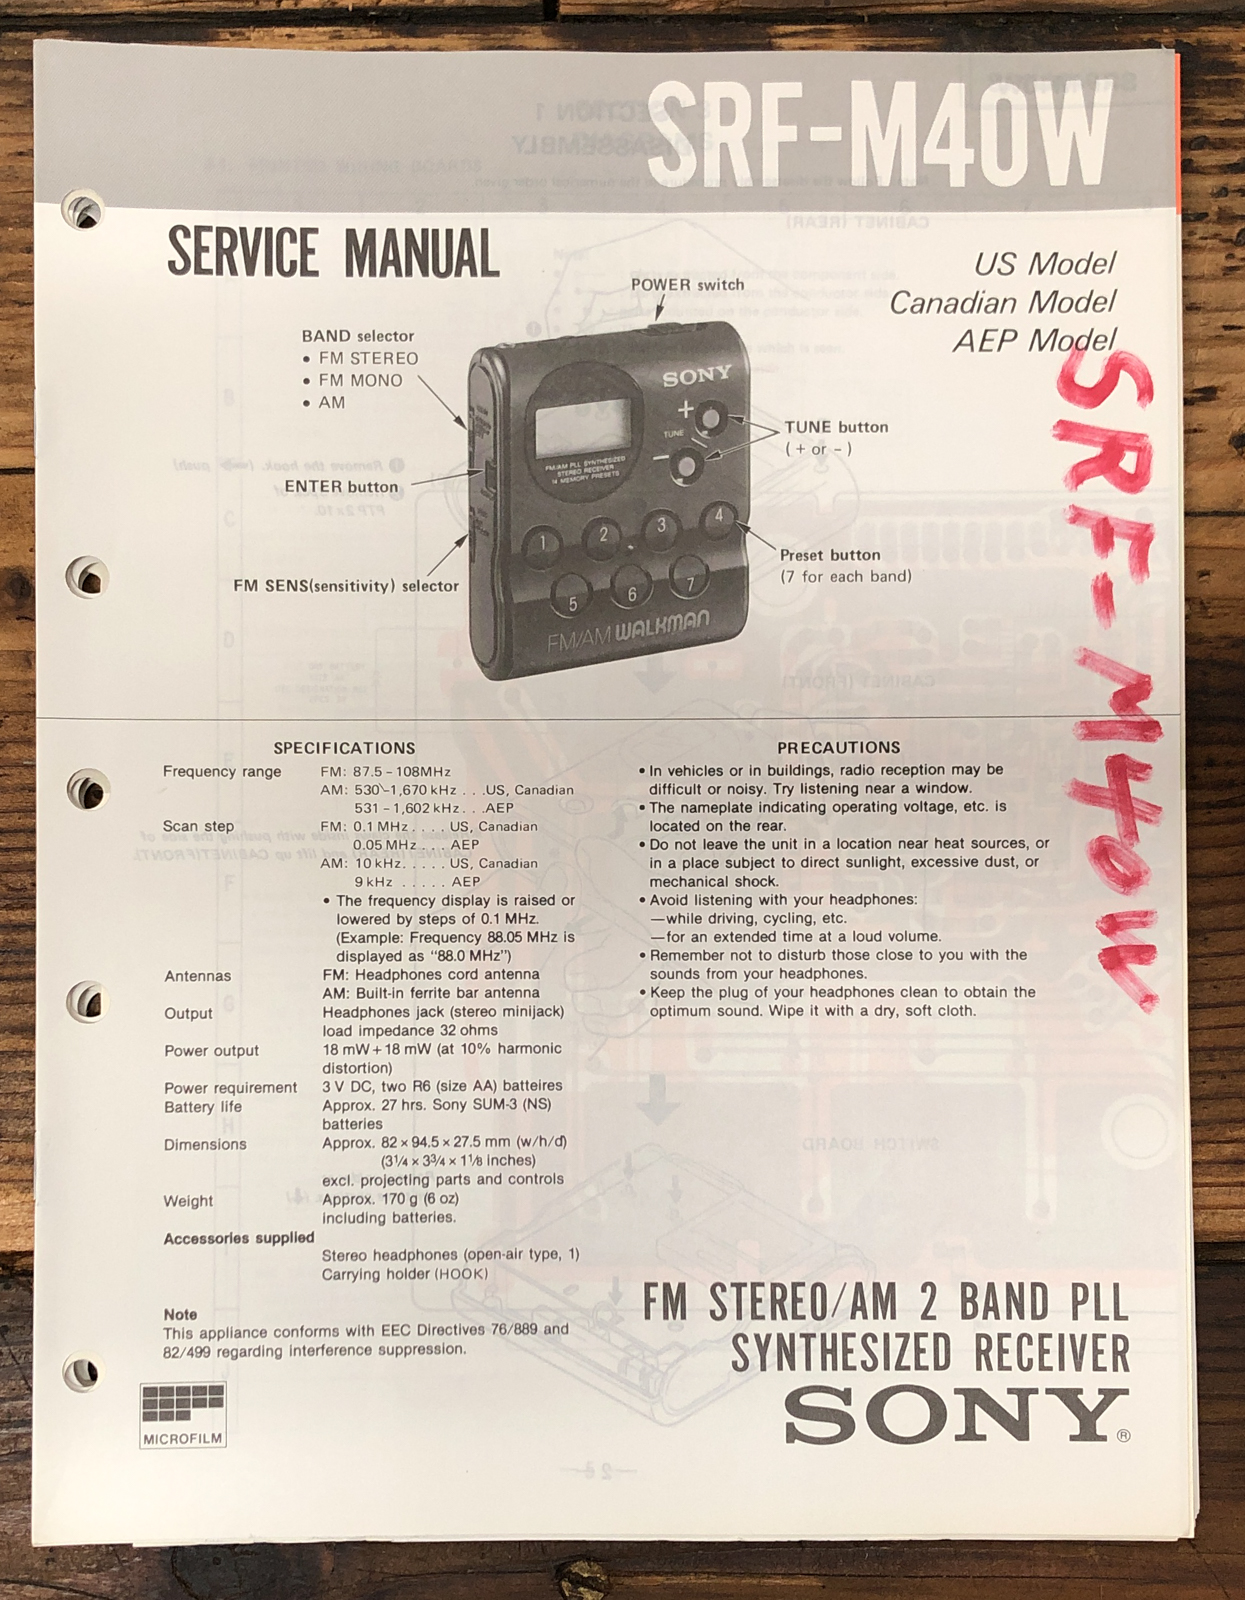 SRF-M40W
SERVICE MANUAL
US Model
Canadian Model
AEP Model
SRF-M40W
POWER switch
BAND selector
• FM STEREO
• FM MONO
• AM
ENTER button
FM SENS(sensitivity) selector
TUNE button
( + or – )
Preset button
(7 for each band)
SONY
+
TUNE
–
FM/AM PLL SYNTHESIZED
STEREO RECEIVER
14 MEMORY PRESETS
1 2 3 4
5 6 7
FM/AM WALKMAN
SPECIFICATIONS
Frequency range FM: 87.5 – 108MHz
AM: 530 – 1,670 kHz . . .US, Canadian
531 – 1,602 kHz. . .AEP
Scan step FM: 0.1 MHz . . . . US, Canadian
0.05 MHz . . . AEP
AM: 10 kHz. . . . . US, Canadian
9 kHz . . . . . AEP
• The frequency display is raised or
lowered by steps of 0.1 MHz.
(Example: Frequency 88.05 MHz is
displayed as “88.0 MHz”)
Antennas FM: Headphones cord antenna
AM: Built-in ferrite bar antenna
Output Headphones jack (stereo minijack)
load impedance 32 ohms
Power output 18 mW + 18 mW (at 10% harmonic
distortion)
Power requirement 3 V DC, two R6 (size AA) batteires
Battery life Approx. 27 hrs. Sony SUM-3 (NS)
batteries
Dimensions Approx. 82 × 94.5 × 27.5 mm (w/h/d)
(3¼ × 3¾ × 1⅛ inches)
excl. projecting parts and controls
Weight Approx. 170 g (6 oz)
including batteries.
Accessories supplied
Stereo headphones (open-air type, 1)
Carrying holder (HOOK)
Note
This appliance conforms with EEC Directives 76/889 and
82/499 regarding interference suppression.
MICROFILM
PRECAUTIONS
• In vehicles or in buildings, radio reception may be
difficult or noisy. Try listening near a window.
• The nameplate indicating operating voltage, etc. is
located on the rear.
• Do not leave the unit in a location near heat sources, or
in a place subject to direct sunlight, excessive dust, or
mechanical shock.
• Avoid listening with your headphones:
—while driving, cycling, etc.
—for an extended time at a loud volume.
• Remember not to disturb those close to you with the
sounds from your headphones.
• Keep the plug of your headphones clean to obtain the
optimum sound. Wipe it with a dry, soft cloth.
FM STEREO/AM 2 BAND PLL
SYNTHESIZED RECEIVER
SONY®